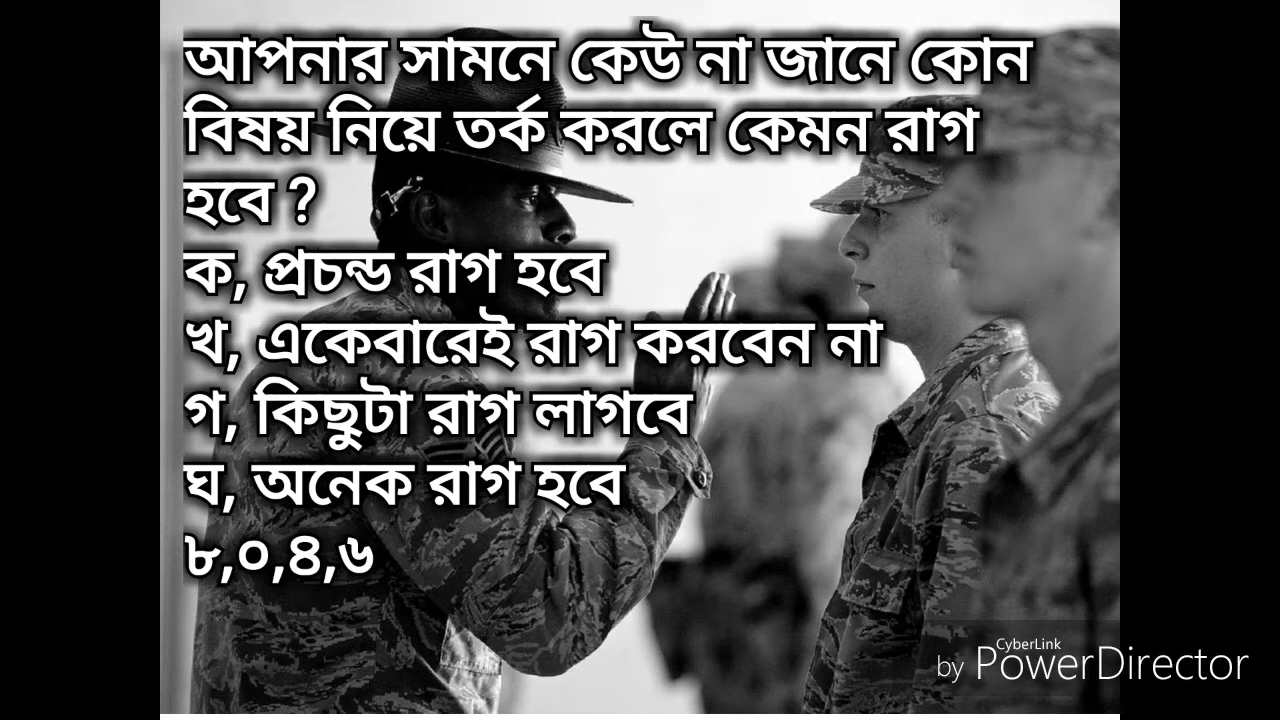 আপনার সামনে কেউ না জানে কোন
বিষয় নিয়ে তর্ক করলে কেমন রাগ
হবে ?
ক, প্রচন্ড রাগ হবে
খ, একেবারেই রাগ করবেন না
গ, কিছুটা রাগ লাগবে
ঘ, অনেক রাগ হবে
৮,০,৪,৬
CyberLink
by PowerDirector